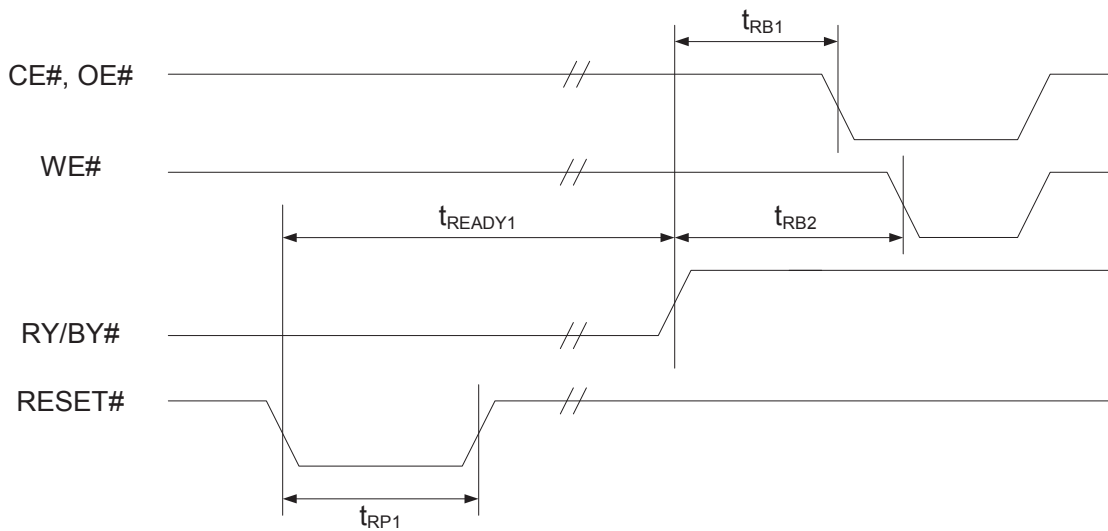 tRB1
CE#, OE#
WE#
tREADY1
tRB2
RY/BY#
RESET#
tRP1